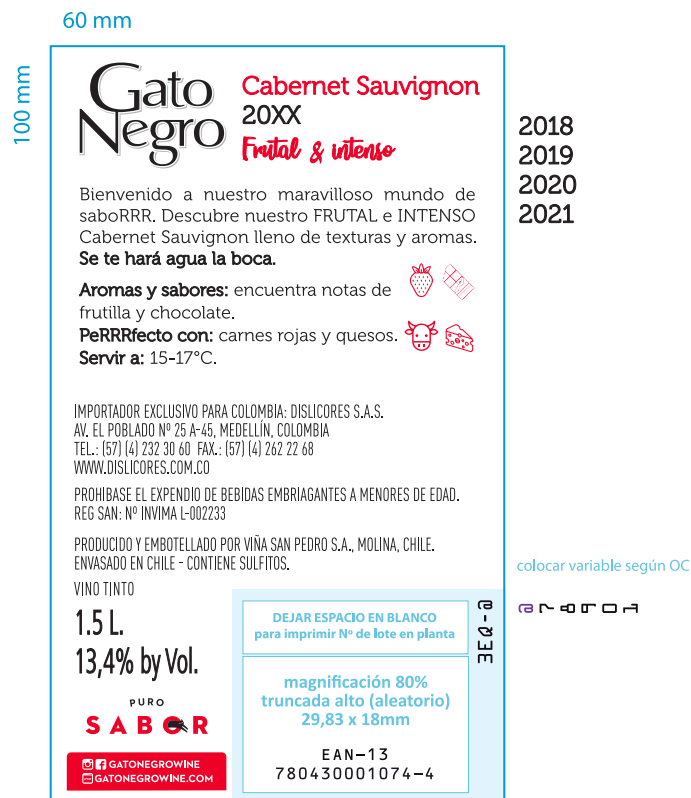 60 mm
100 mm
Gato
Negro
Cabernet Sauvignon
20XX
Frutal & intenso
2018
2019
2020
2021
Bienvenido a nuestro maravilloso mundo de
saboRRR. Descubre nuestro FRUTAL e INTENSO
Cabernet Sauvignon lleno de texturas y aromas.
Se te hará agua la boca.
Aromas y sabores: encuentra notas de
frutilla y chocolate.
PeRRRfecto con: carnes rojas y quesos.
Servir a: 15-17°C.
IMPORTADOR EXCLUSIVO PARA COLOMBIA: DISLICORES S.A.S.
AV. EL POBLADO Nº 25 A-45, MEDELLÍN, COLOMBIA
TEL.: (57) (4) 232 30 60 FAX.: (57) (4) 262 22 68
WWW.DISLICORES.COM.CO
PROHIBASE EL EXPENDIO DE BEBIDAS EMBRIAGANTES A MENORES DE EDAD.
REG SAN: Nº INVIMA L-002233
PRODUCIDO Y EMBOTELLADO POR VIÑA SAN PEDRO S.A., MOLINA, CHILE.
ENVASADO EN CHILE - CONTIENE SULFITOS.
VINO TINTO
1.5 L.
13,4% by Vol.
PURO
SABOR
GATONEGROWINE
GATONEGROWINE.COM
DEJAR ESPACIO EN BLANCO
para imprimir Nº de lote en planta
magnificación 80%
truncada alto (aleatorio)
29,83 x 18mm
EAN-13
780430001074-4
3EQ-a
colocar variable según OC
a
7
8
9
0
1